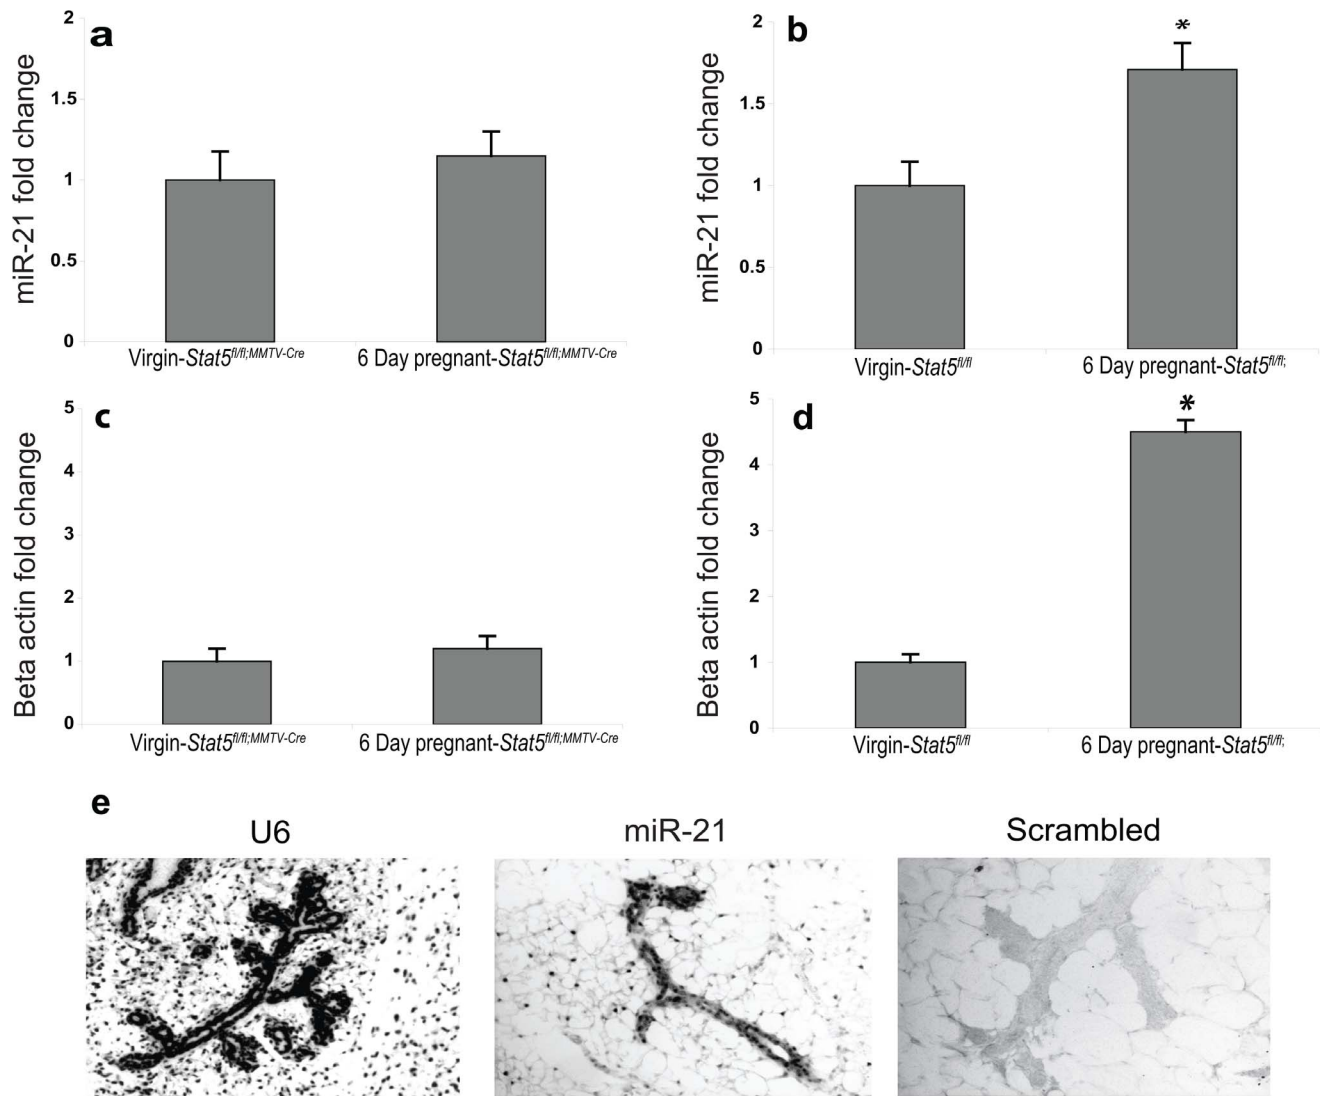 a
miR-21 fold change
2
1.5
1
0.5
0
Virgin-Stat5fl/fl;MMTV-Cre
6 Day pregnant-Stat5fl/fl;MMTV-Cre
b
miR-21 fold change
2
1.5
1
0.5
0
*
Virgin-Stat5fl/fl
6 Day pregnant-Stat5fl/fl;
c
Beta actin fold change
5
4
3
2
1
0
Virgin-Stat5fl/fl;MMTV-Cre
6 Day pregnant-Stat5fl/fl;MMTV-Cre
d
Beta actin fold change
5
4
3
2
1
0
*
Virgin-Stat5fl/fl
6 Day pregnant-Stat5fl/fl;
e
U6
miR-21
Scrambled